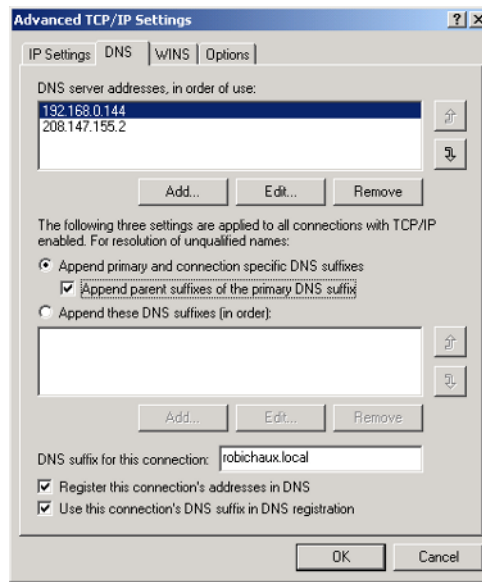 Advanced TCP/IP Settings
IP Settings DNS WINS Options
DNS server addresses, in order of use:
192.168.0.144
208.147.155.2
Add... Edit... Remove
The following three settings are applied to all connections with TCP/IP
enabled. For resolution of unqualified names:
Append primary and connection specific DNS suffixes
Append parent suffixes of the primary DNS suffix
Append these DNS suffixes (in order):
Add... Edit... Remove
DNS suffix for this connection: robichaux.local
Register this connection's addresses in DNS
Use this connection's DNS suffix in DNS registration
OK Cancel